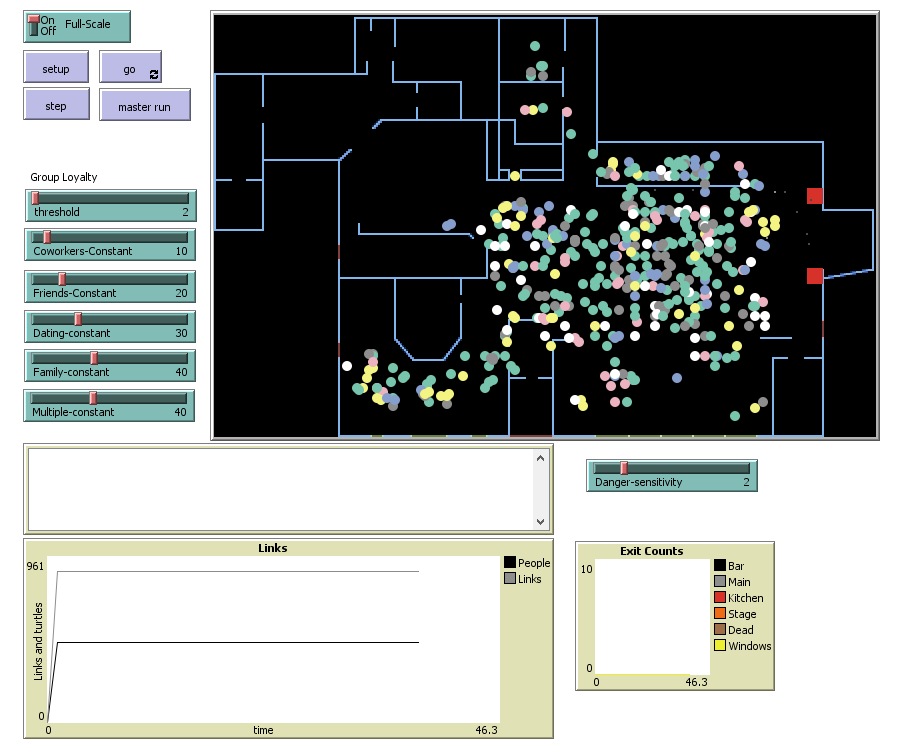 On
Off
Full-Scale
setup
go
step
master run
Group Loyalty
threshold 2
Coworkers-Constant 10
Friends-Constant 20
Dating-constant 30
Family-constant 40
Multiple-constant 40
Danger-sensitivity 2
Links
961
Links and turtles
0
0
time
46.3
People
Links
Exit Counts
10
0
0
46.3
Bar
Main
Kitchen
Stage
Dead
Windows